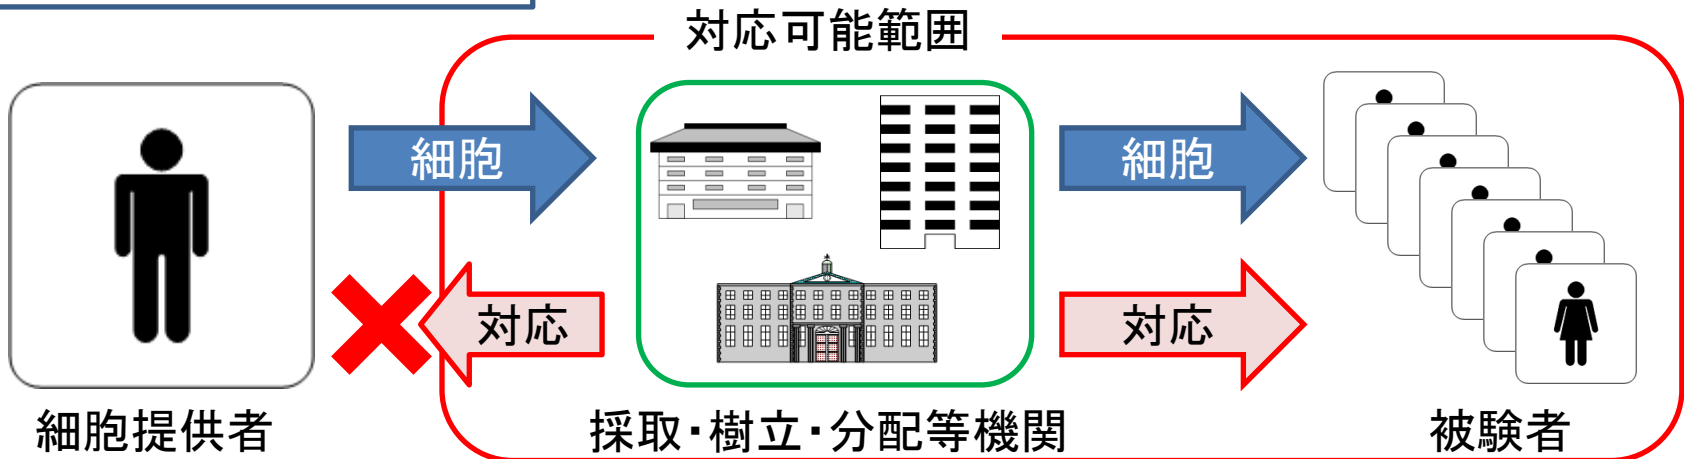 対応可能範囲
細胞
細胞
対応
対応
細胞提供者
採取・樹立・分配等機関
被験者